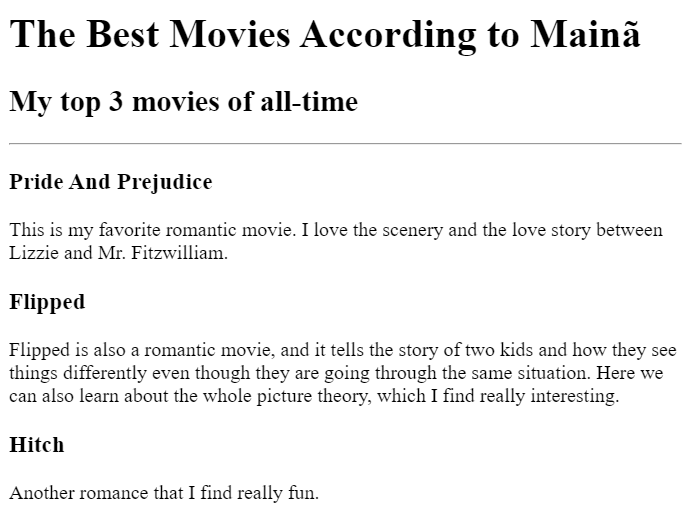 The Best Movies According to Mainã
My top 3 movies of all-time
Pride And Prejudice
This is my favorite romantic movie. I love the scenery and the love story between
Lizzie and Mr. Fitzwilliam.
Flipped
Flipped is also a romantic movie, and it tells the story of two kids and how they see
things differently even though they are going through the same situation. Here we
can also learn about the whole picture theory, which I find really interesting.
Hitch
Another romance that I find really fun.